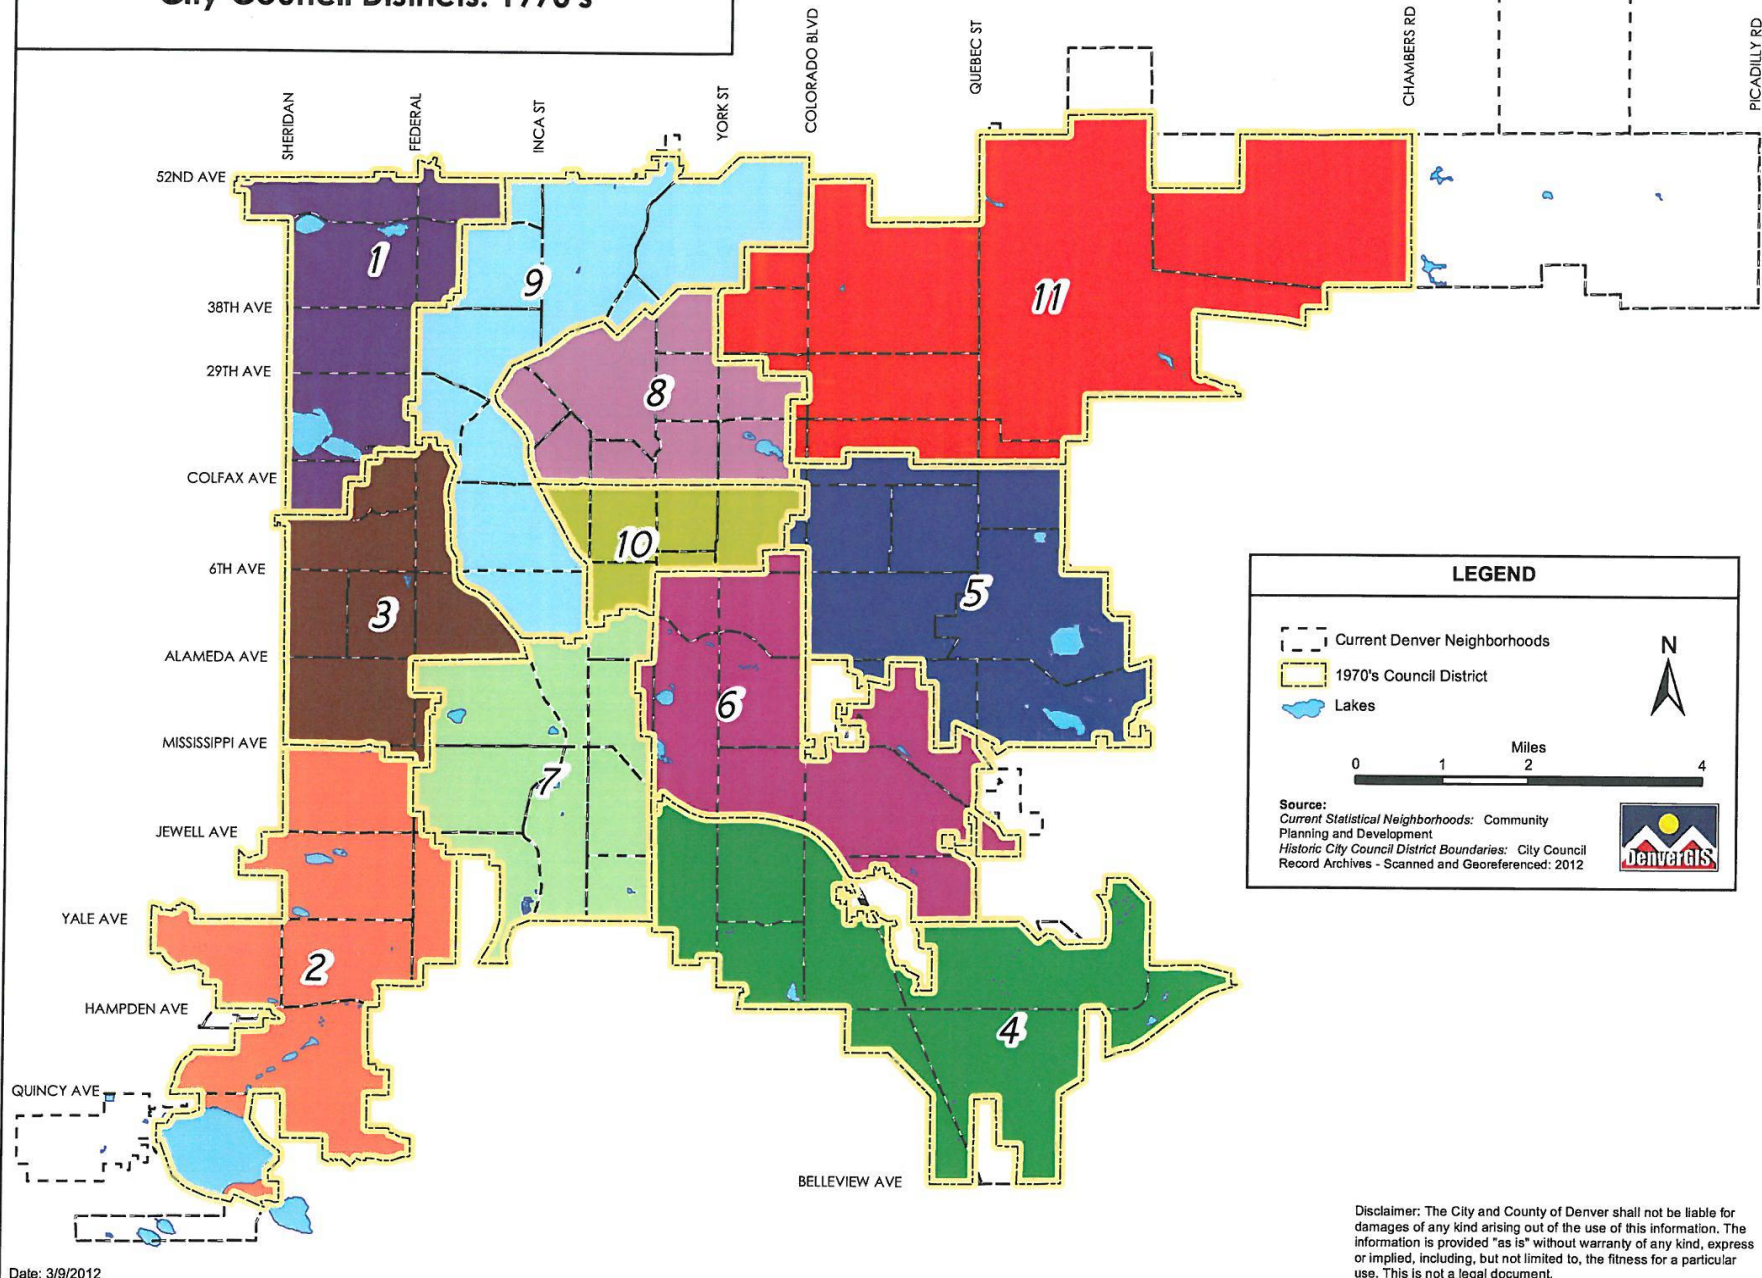 City Council Districts: 1970's
SHERIDAN
FEDERAL
INCA ST
YORK ST
COLORADO BLVD
QUEBEC ST
CHAMBERS RD
PICADILLY RD
52ND AVE
38TH AVE
29TH AVE
COLFAX AVE
6TH AVE
ALAMEDA AVE
MISSISSIPPI AVE
JEWELL AVE
YALE AVE
HAMPDEN AVE
QUINCY AVE
BELLEVIEW AVE
1
9
11
8
10
3
5
6
7
2
4
LEGEND
Current Denver Neighborhoods
1970's Council District
Lakes
N
Miles
0 1 2 4
Source:
Current Statistical Neighborhoods: Community
Planning and Development
Historic City Council District Boundaries: City Council
Record Archives - Scanned and Georeferenced: 2012
DenverGIS
Disclaimer: The City and County of Denver shall not be liable for
damages of any kind arising out of the use of this information. The
information is provided "as is" without warranty of any kind, express
or implied, including, but not limited to, the fitness for a particular
use. This is not a legal document.
Date: 3/9/2012